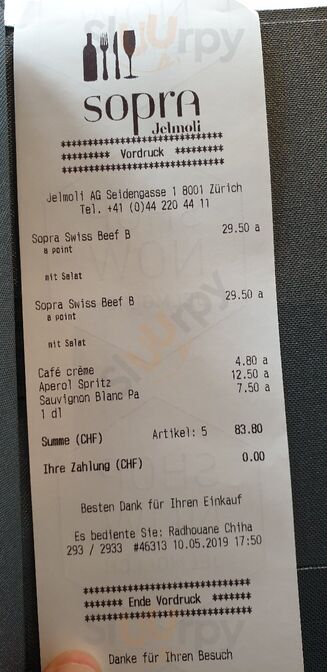 sopra
Jelmoli
**************************
******** Vordruck ********
**************************
Jelmoli AG Seidengasse 1 8001 Zürich
Tel. +41 (0)44 220 44 11
Sopra Swiss Beef B 29.50 a
a point
mit Salat
Sopra Swiss Beef B 29.50 a
a point
mit Salat
Café crème 4.80 a
Aperol Spritz 12.50 a
Sauvignon Blanc Pa 7.50 a
1 dl
Summe (CHF) Artikel: 5 83.80
Ihre Zahlung (CHF) 0.00
Besten Dank für Ihren Einkauf
Es bediente Sie: Radhouane Chiha
293 / 2933 #46313 10.05.2019 17:50
**************************
****** Ende Vordruck ******
**************************
Danke für Ihren Besuch
Sluurpy
Sluurpy
Sluurpy